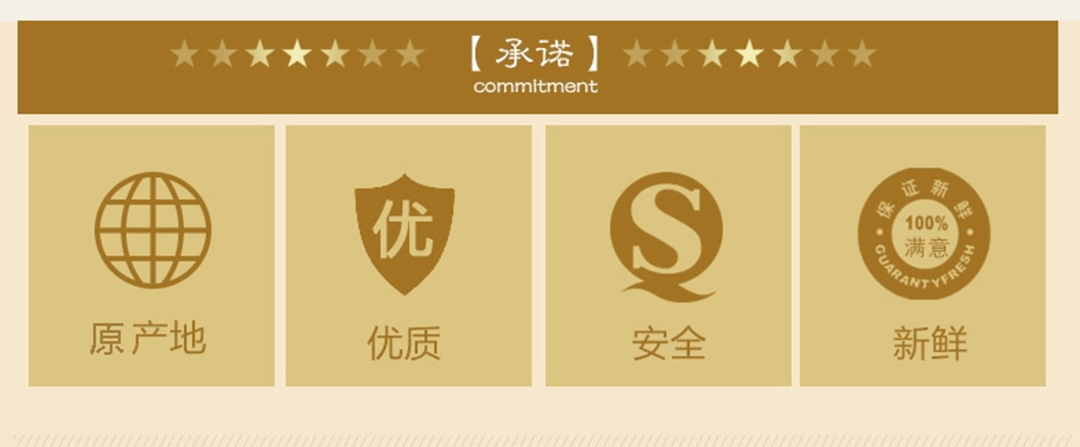 【承诺】
commitment
优
S
保证新鲜
100%
满意
GUARANTYFRESH
原产地
优质
安全
新鲜